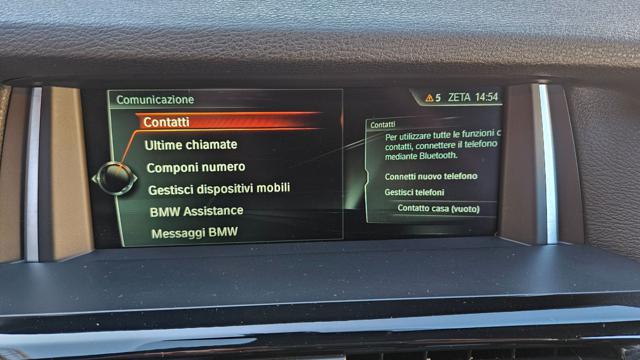 Comunicazione
5 ZETA 14:54
Contatti
Ultime chiamate
Componi numero
Gestisci dispositivi mobili
BMW Assistance
Messaggi BMW
Contatti
Per utilizzare tutte le funzioni c
contatti, connettere il telefono
mediante Bluetooth.
Connetti nuovo telefono
Gestisci telefoni
Contatto casa (vuoto)